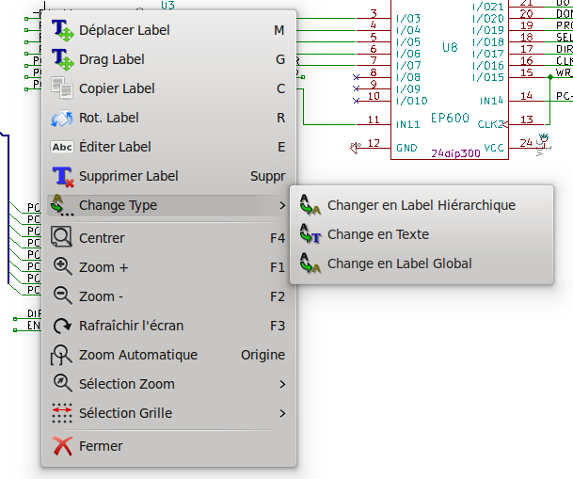 U3
Déplacer Label M
Drag Label G
Copier Label C
Rot. Label R
Abc Éditer Label E
Supprimer Label Suppr
Change Type
Centrer F4
Zoom + F1
Zoom - F2
Rafraîchir l'écran F3
Zoom Automatique Origine
Sélection Zoom
Sélection Grille
Fermer
Changer en Label Hiérarchique
Change en Texte
Change en Label Global
3 I/O3
4 I/O4
5 I/O5
6 I/O6
7 I/O7
8 I/O8
9 I/O9
10 I/O10
11 IN11
12 GND
U8
EP600
24dip300
I/O21 21
I/O20 20
I/O19 19
I/O18 18
I/O17 17
I/O16 16
I/O15 15
IN14 14
CLK2 13
VCC 24
SEL
DIR
CLK
WR_
PC-
VCC
PC
PC
PC
PC
PC
PC
PC
PC
DIR
EN